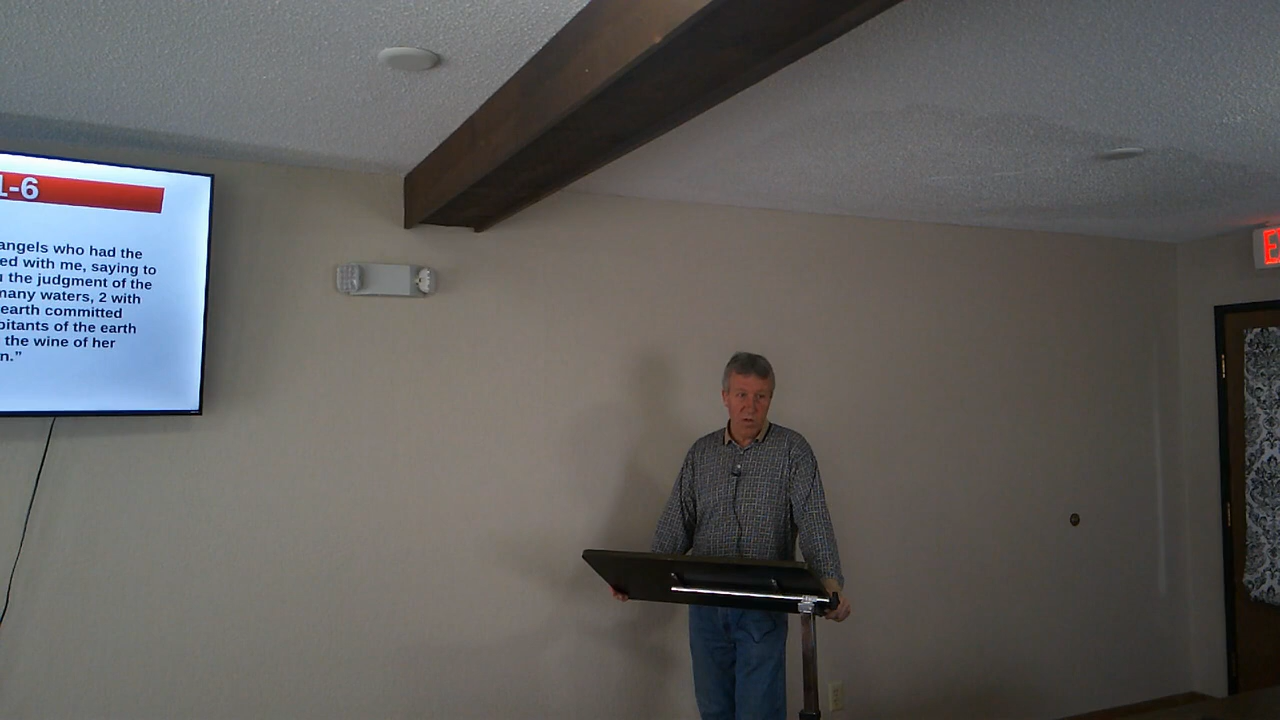 1-6
angels who had the
ed with me, saying to
the judgment of the
many waters, 2 with
earth committed
bitants of the earth
the wine of her
n.”
E